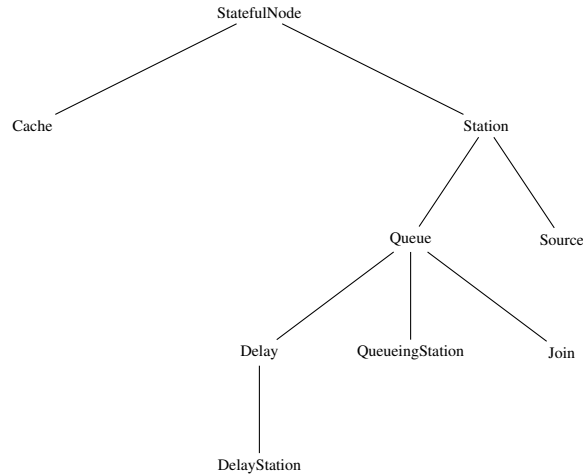 StatefulNode
Cache
Station
Queue
Source
Delay
QueueingStation
Join
DelayStation